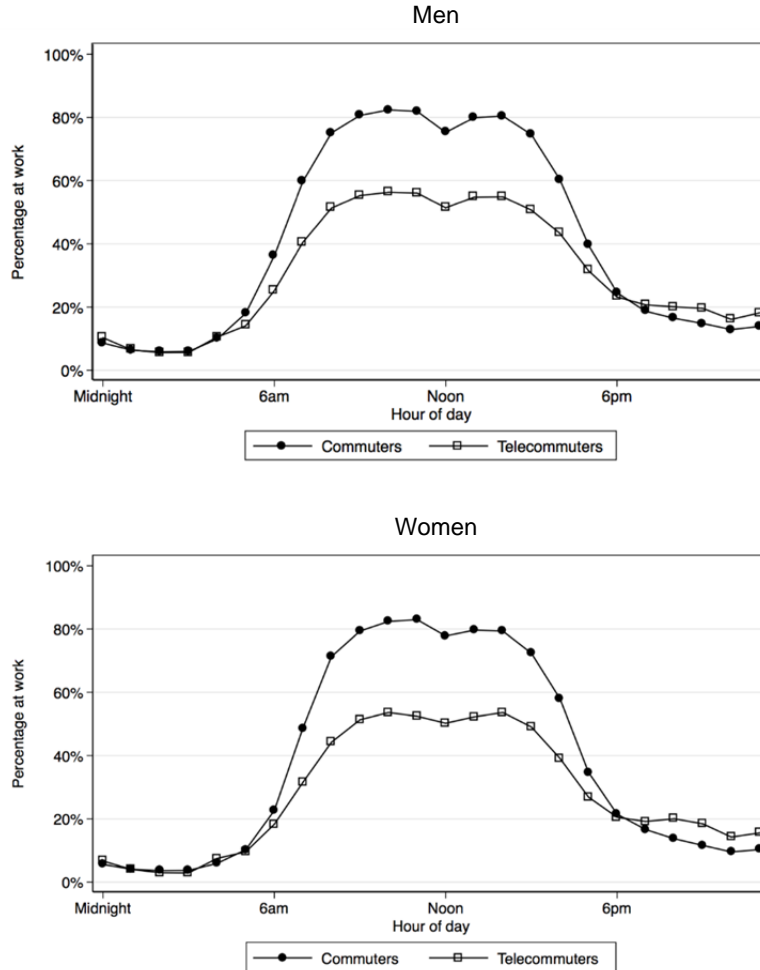 Men
100%
80%
60%
40%
20%
0%
Percentage at work
Midnight 6am Noon 6pm
Hour of day
Commuters Telecommuters
Women
100%
80%
60%
40%
20%
0%
Percentage at work
Midnight 6am Noon 6pm
Hour of day
Commuters Telecommuters